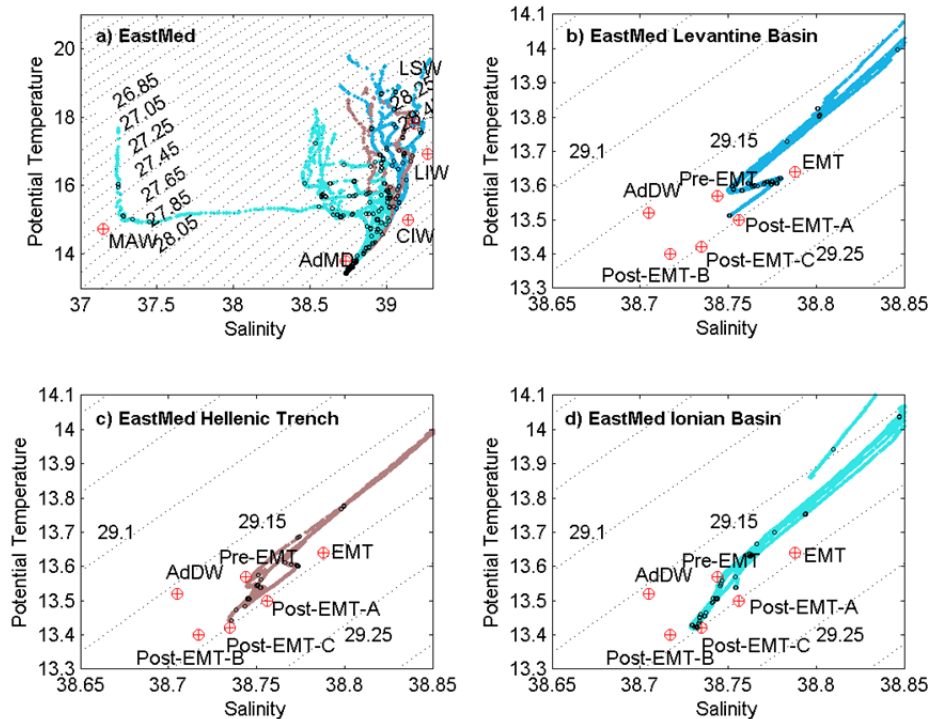 a) EastMed
20
18
16
14
Potential Temperature
26.85
27.05
27.25
27.45
27.65
27.85
28.05
LSW
28.25
LIW
CIW
MAW
AdMD
37
37.5
38
38.5
39
Salinity
b) EastMed Levantine Basin
14.1
14
13.9
13.8
13.7
13.6
13.5
13.4
13.3
Potential Temperature
29.1
29.15
EMT
Pre-EMT
AdDW
Post-EMT-A
Post-EMT-C
29.25
Post-EMT-B
38.65
38.7
38.75
38.8
38.85
Salinity
c) EastMed Hellenic Trench
14.1
14
13.9
13.8
13.7
13.6
13.5
13.4
13.3
Potential Temperature
29.1
29.15
EMT
Pre-EMT
AdDW
Post-EMT-A
29.25
Post-EMT-C
Post-EMT-B
38.65
38.7
38.75
38.8
38.85
Salinity
d) EastMed Ionian Basin
14.1
14
13.9
13.8
13.7
13.6
13.5
13.4
13.3
Potential Temperature
29.1
29.15
EMT
Pre-EMT
AdDW
Post-EMT-A
29.25
Post-EMT-C
Post-EMT-B
38.65
38.7
38.75
38.8
38.85
Salinity